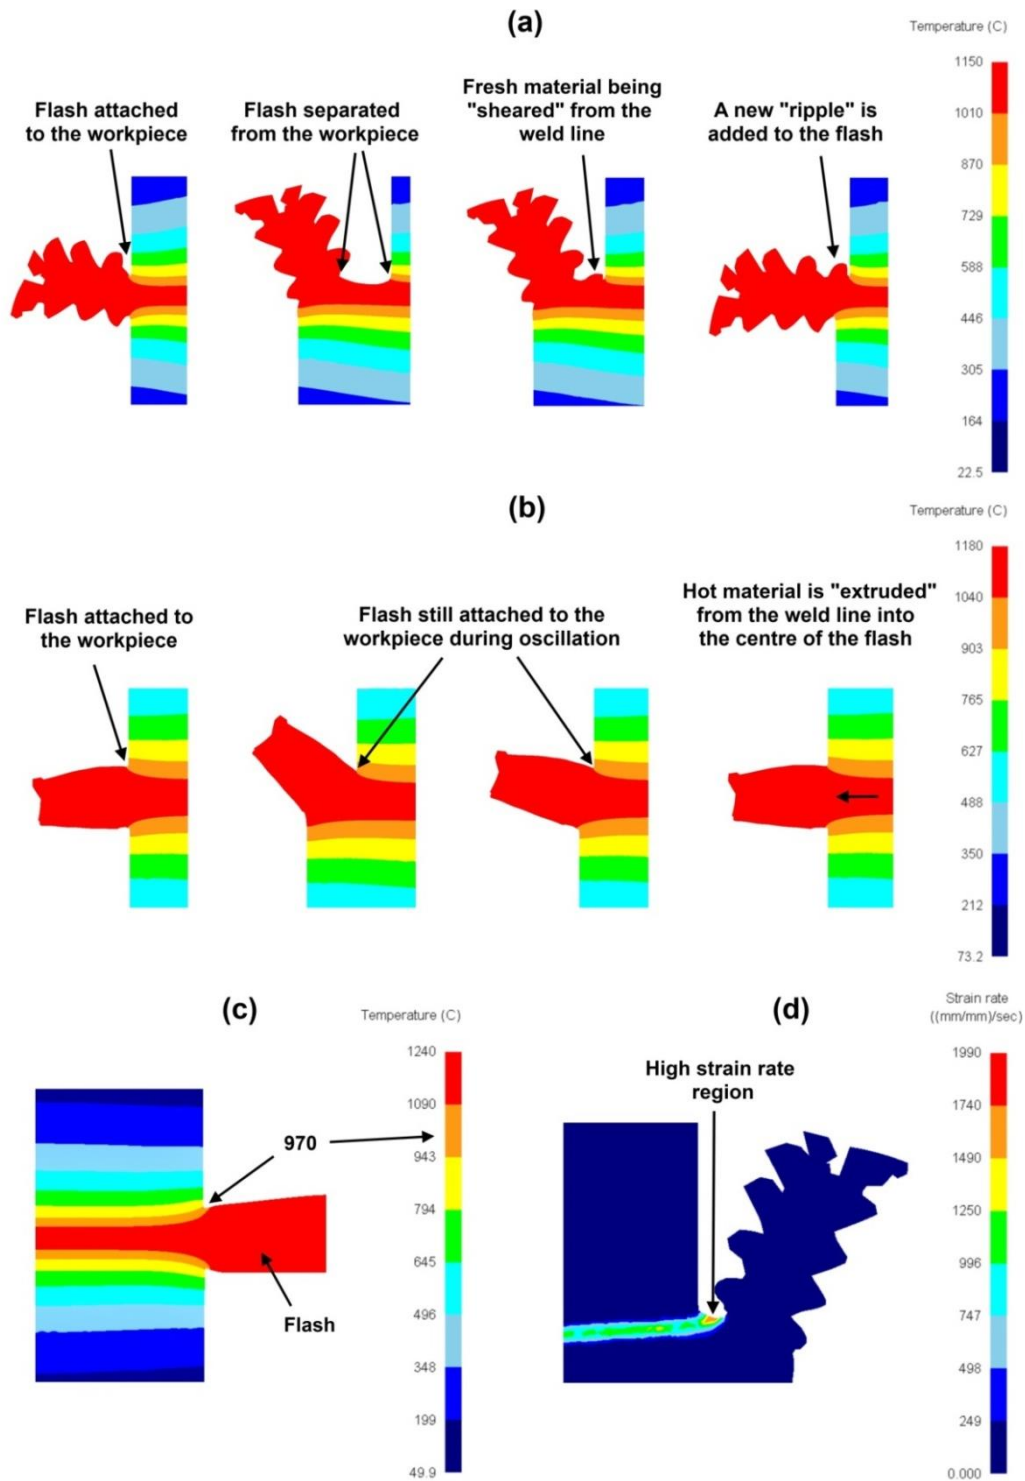 (a)
Temperature (C)
Flash attached
to the workpiece
Flash separated
from the workpiece
Fresh material being
"sheared" from the
weld line
A new "ripple" is
added to the flash
1150
1010
870
729
588
446
305
164
22.5
(b)
Temperature (C)
Flash attached to
the workpiece
Flash still attached to the
workpiece during oscillation
Hot material is "extruded"
from the weld line into
the centre of the flash
1180
1040
903
765
627
488
350
212
73.2
(c)
Temperature (C)
970
Flash
1240
1090
943
794
645
496
348
199
49.9
(d)
Strain rate
((mm/mm)/sec)
High strain rate
region
1990
1740
1490
1250
996
747
498
249
0.000